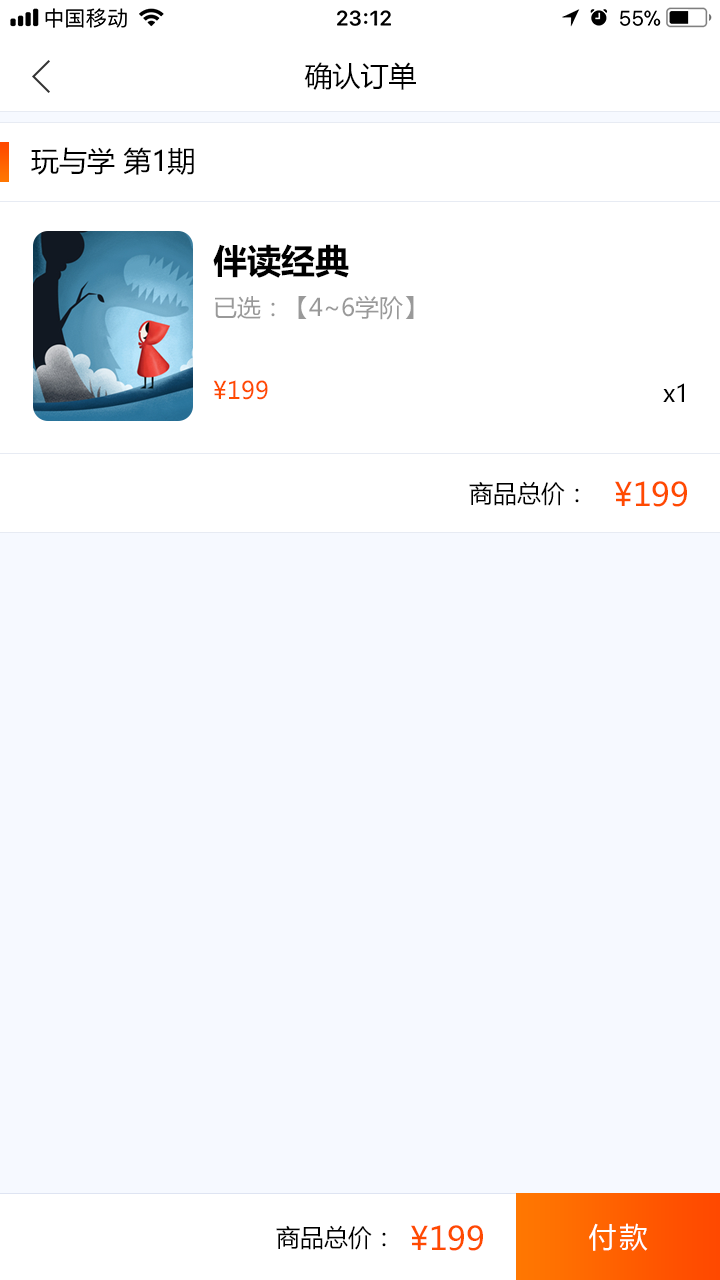 中国移动
23:12
55%
确认订单
玩与学 第1期
伴读经典
已选：【4~6学阶】
¥199
x1
商品总价： ¥199
商品总价： ¥199
付款